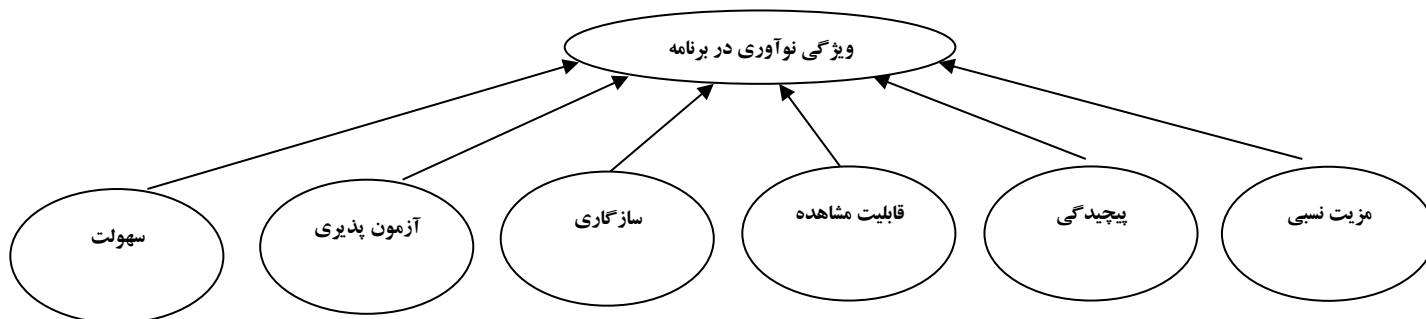 ویژگی نوآوری در برنامه
مزیت نسبی
پیچیدگی
قابلیت مشاهده
سازگاری
آزمون پذیری
سهولت